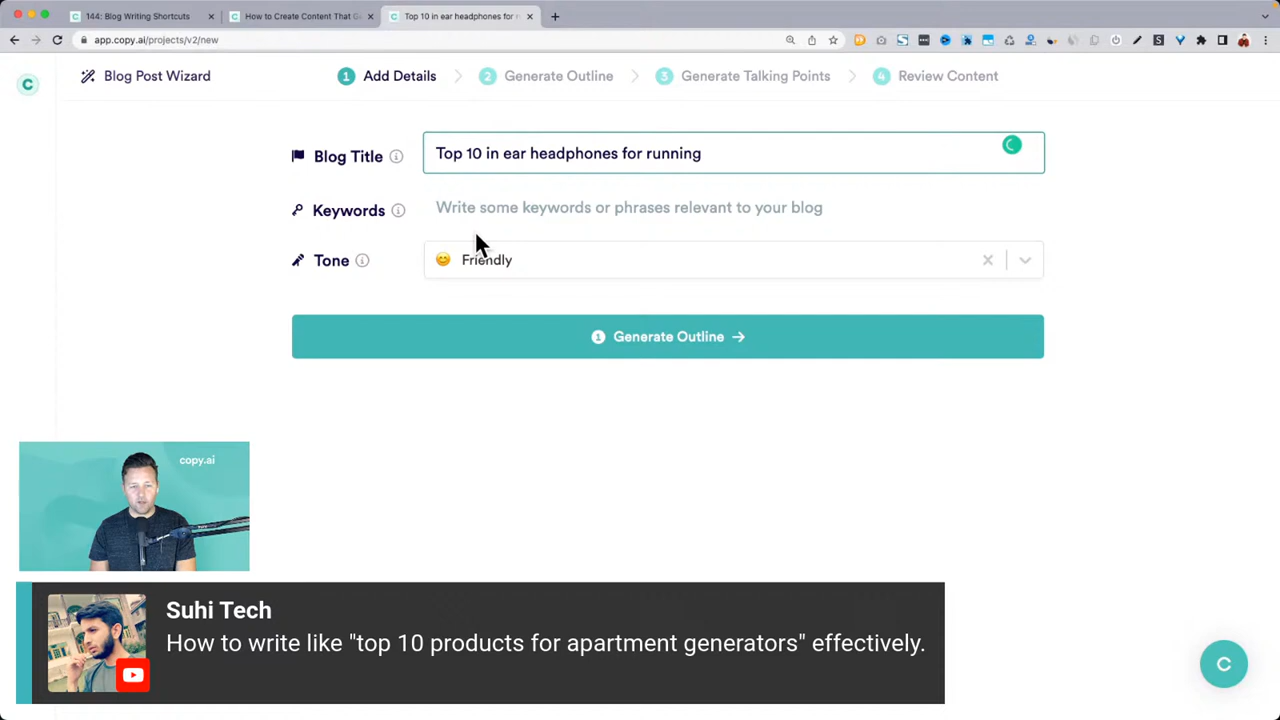 144: Blog Writing Shortcuts
How to Create Content That Ge
Top 10 in ear headphones for r
app.copy.ai/projects/v2/new
Blog Post Wizard
1 Add Details
2 Generate Outline
3 Generate Talking Points
4 Review Content
Blog Title
Top 10 in ear headphones for running
Keywords
Write some keywords or phrases relevant to your blog
Tone
Friendly
1 Generate Outline →
copy.ai
Suhi Tech
How to write like "top 10 products for apartment generators" effectively.